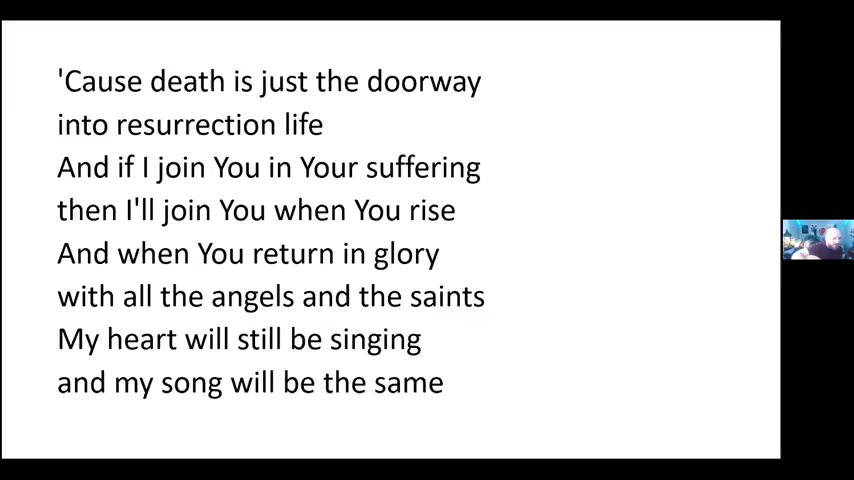 'Cause death is just the doorway
into resurrection life
And if I join You in Your suffering
then I'll join You when You rise
And when You return in glory
with all the angels and the saints
My heart will still be singing
and my song will be the same